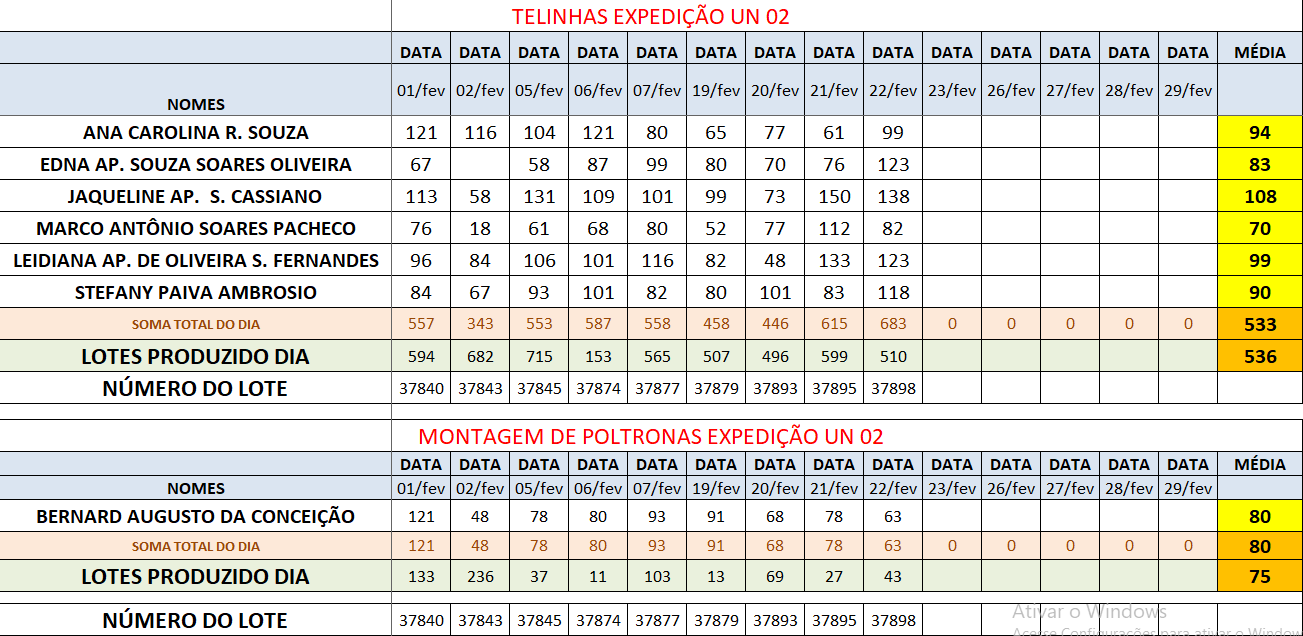 TELINHAS EXPEDIÇÃO UN 02
DATA DATA DATA DATA DATA DATA DATA DATA DATA DATA DATA DATA DATA DATA MÉDIA
NOMES 01/fev 02/fev 05/fev 06/fev 07/fev 19/fev 20/fev 21/fev 22/fev 23/fev 26/fev 27/fev 28/fev 29/fev
ANA CAROLINA R. SOUZA 121 116 104 121 80 65 77 61 99 94
EDNA AP. SOUZA SOARES OLIVEIRA 67 58 87 99 80 70 76 123 83
JAQUELINE AP. S. CASSIANO 113 58 131 109 101 99 73 150 138 108
MARCO ANTÔNIO SOARES PACHECO 76 18 61 68 80 52 77 112 82 70
LEIDIANA AP. DE OLIVEIRA S. FERNANDES 96 84 106 101 116 82 48 133 123 99
STEFANY PAIVA AMBROSIO 84 67 93 101 82 80 101 83 118 90
SOMA TOTAL DO DIA 557 343 553 587 558 458 446 615 683 0 0 0 0 0 533
LOTES PRODUZIDO DIA 594 682 715 153 565 507 496 599 510 536
NÚMERO DO LOTE 37840 37843 37845 37874 37877 37879 37893 37895 37898
MONTAGEM DE POLTRONAS EXPEDIÇÃO UN 02
DATA DATA DATA DATA DATA DATA DATA DATA DATA DATA DATA DATA DATA DATA MÉDIA
NOMES 01/fev 02/fev 05/fev 06/fev 07/fev 19/fev 20/fev 21/fev 22/fev 23/fev 26/fev 27/fev 28/fev 29/fev
BERNARD AUGUSTO DA CONCEIÇÃO 121 48 78 80 93 91 68 78 63 80
SOMA TOTAL DO DIA 121 48 78 80 93 91 68 78 63 0 0 0 0 0 80
LOTES PRODUZIDO DIA 133 236 37 11 103 13 69 27 43 75
NÚMERO DO LOTE 37840 37843 37845 37874 37877 37879 37893 37895 37898
Ativar o Windows
Acesse Configurações para ativar o Windows